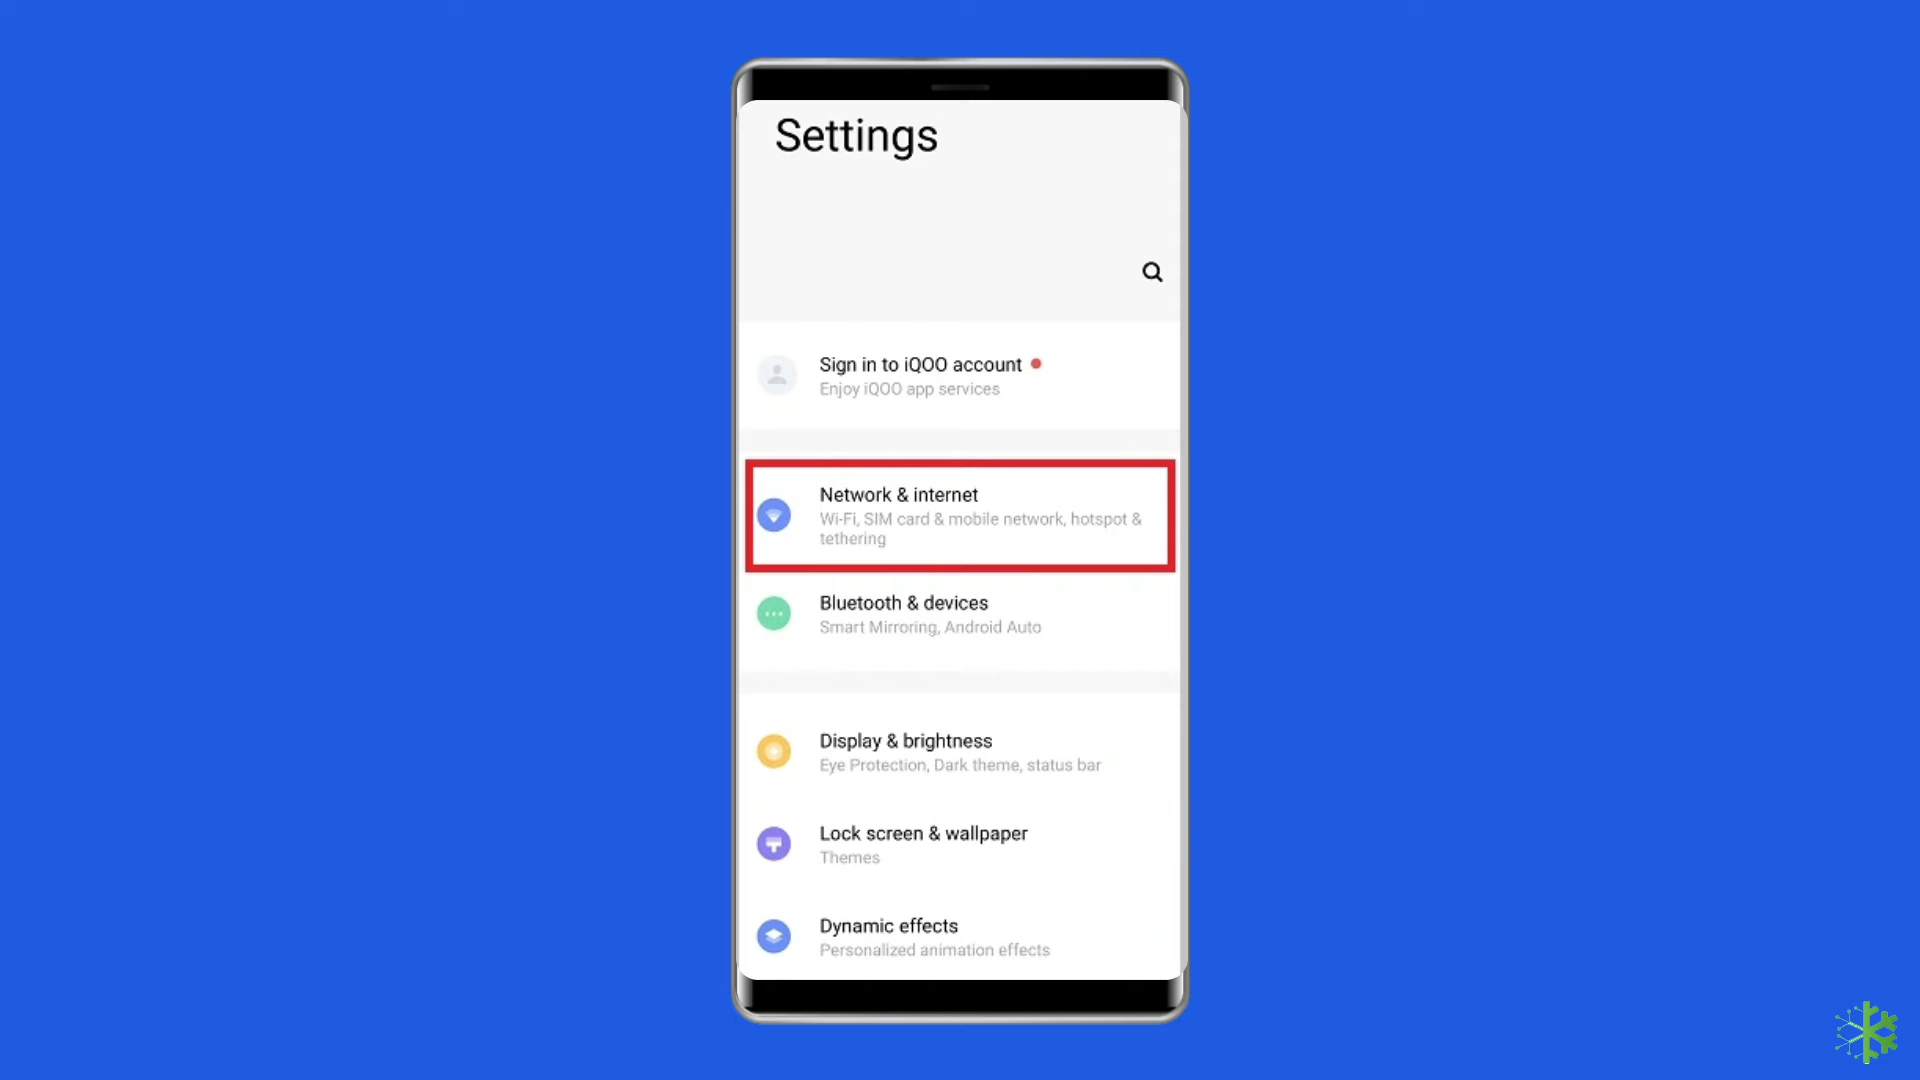 Settings
Sign in to iQOO account
Enjoy iQOO app services
Network & internet
Wi-Fi, SIM card & mobile network, hotspot &
tethering
Bluetooth & devices
Smart Mirroring, Android Auto
Display & brightness
Eye Protection, Dark theme, status bar
Lock screen & wallpaper
Themes
Dynamic effects
Personalized animation effects